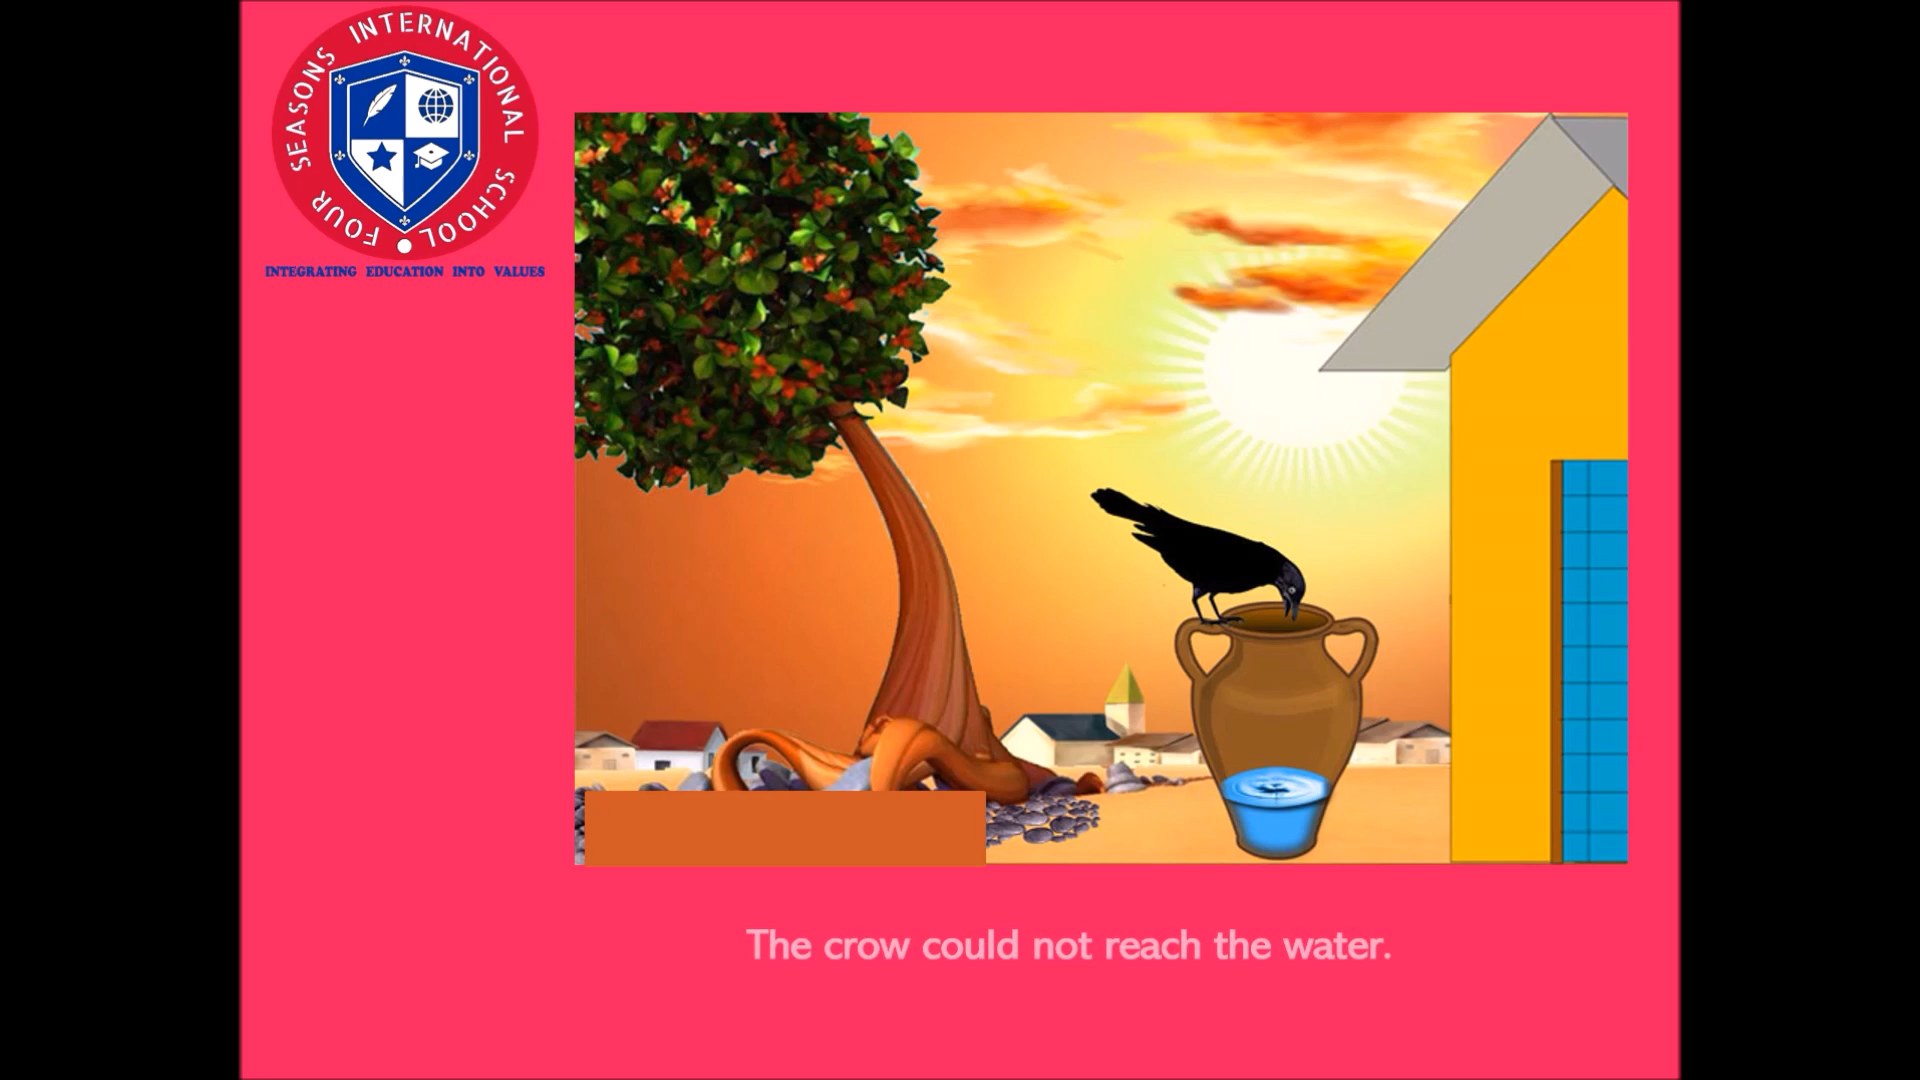 FOUR SEASONS INTERNATIONAL SCHOOL
INTEGRATING EDUCATION INTO VALUES
The crow could not reach the water.